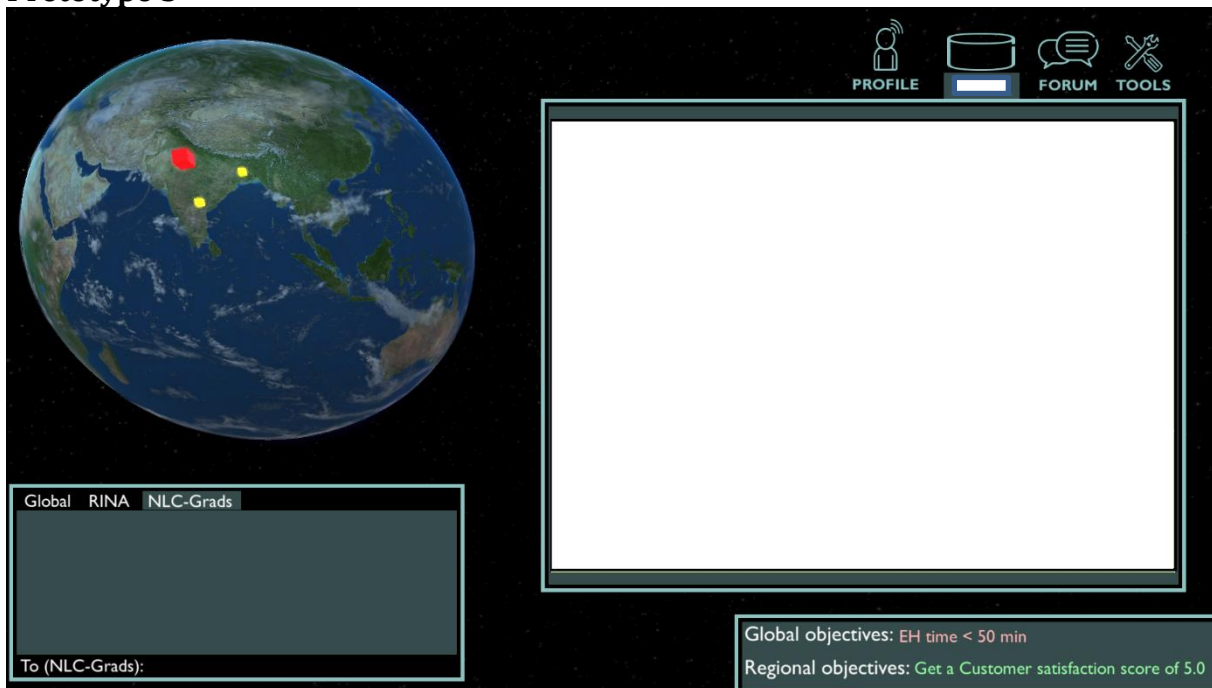 PROFILE
FORUM
TOOLS
Global RINA NLC-Grads
To (NLC-Grads):
Global objectives: EH time < 50 min
Regional objectives: Get a Customer satisfaction score of 5.0